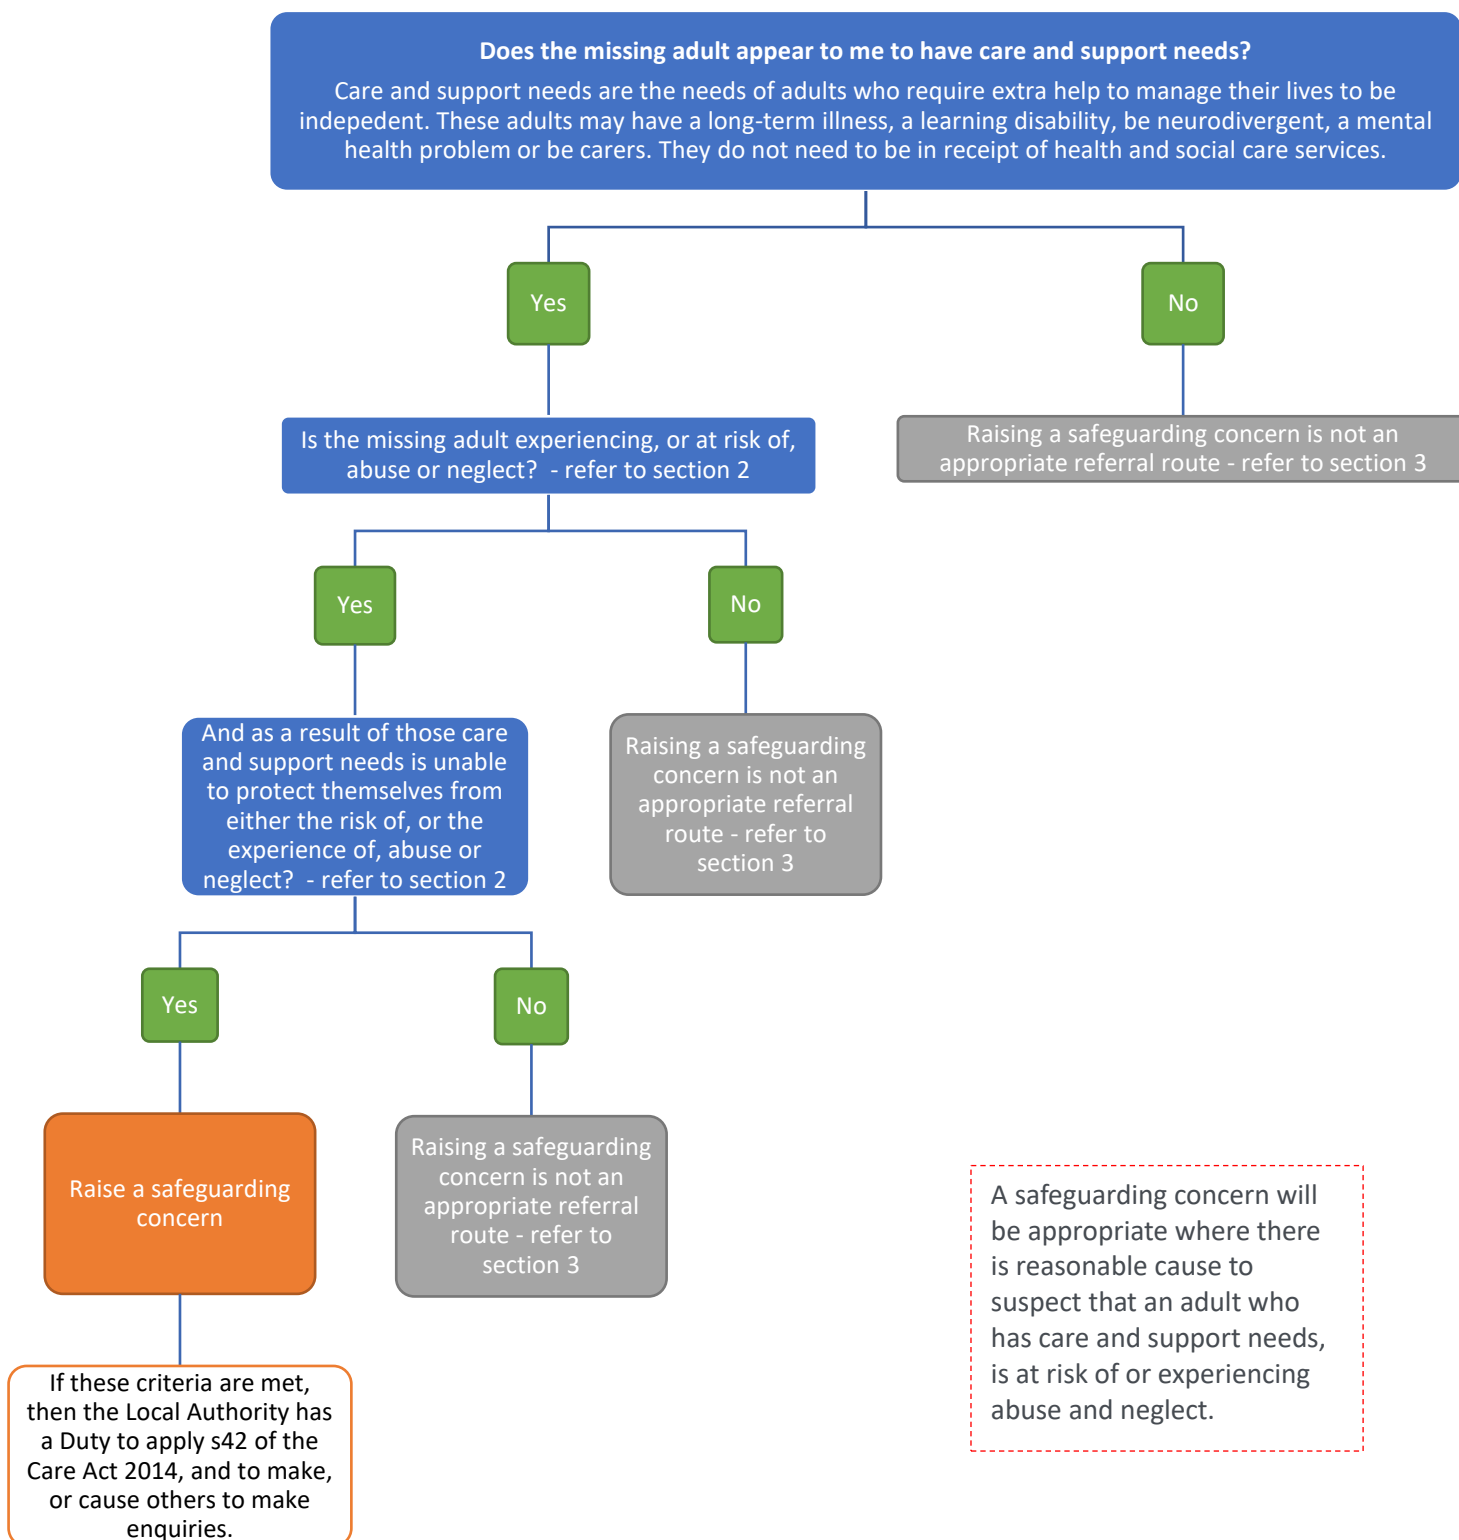 Does the missing adult appear to me to have care and support needs?
Care and support needs are the needs of adults who require extra help to manage their lives to be
indepedent. These adults may have a long-term illness, a learning disability, be neurodivergent, a mental
health problem or be carers. They do not need to be in receipt of health and social care services.
Yes
No
Is the missing adult experiencing, or at risk of,
abuse or neglect?  - refer to section 2
Raising a safeguarding concern is not an
appropriate referral route - refer to section 3
Yes
No
And as a result of those care
and support needs is unable
to protect themselves from
either the risk of, or the
experience of, abuse or
neglect?  - refer to section 2
Raising a safeguarding
concern is not an
appropriate referral
route - refer to
section 3
Yes
No
Raise a safeguarding
concern
Raising a safeguarding
concern is not an
appropriate referral
route - refer to
section 3
A safeguarding concern will
be appropriate where there
is reasonable cause to
suspect that an adult who
has care and support needs,
is at risk of or experiencing
abuse and neglect.
If these criteria are met,
then the Local Authority has
a Duty to apply s42 of the
Care Act 2014, and to make,
or cause others to make
enquiries.